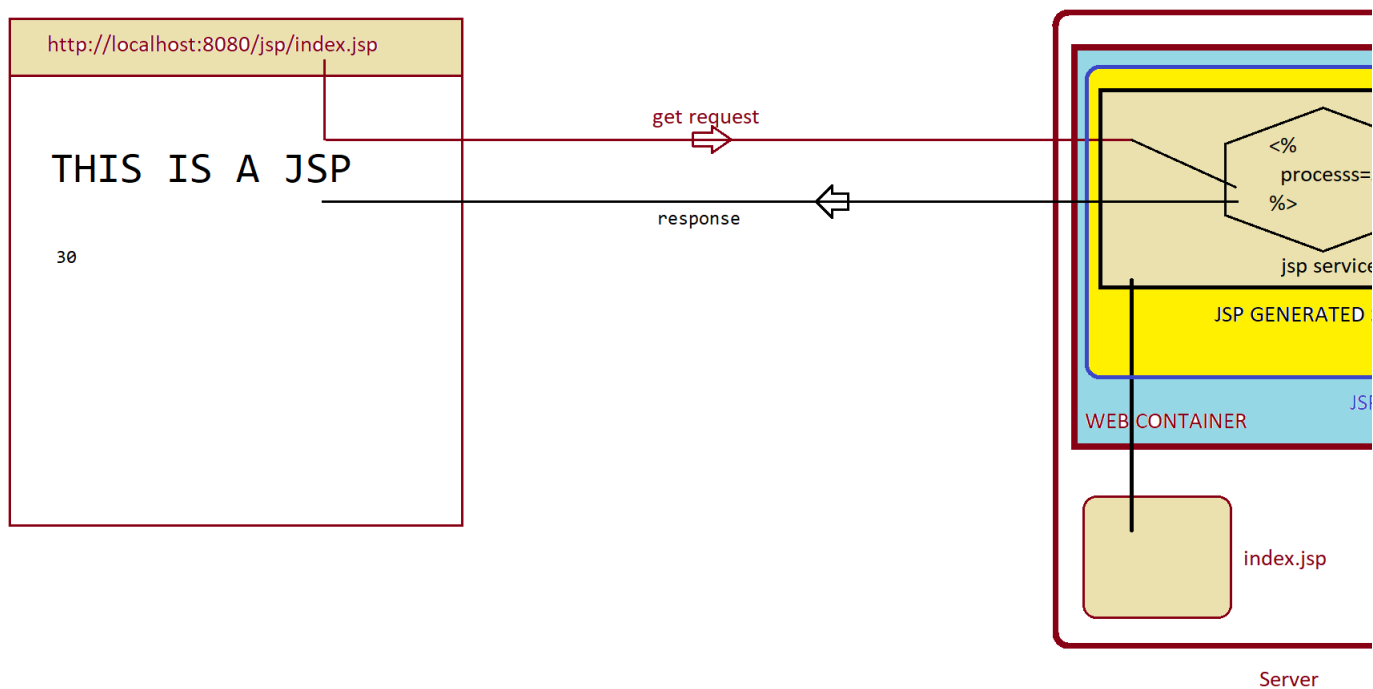 http://localhost:8080/jsp/index.jsp
THIS IS A JSP
30
get request
response
<%
processs=
%>
jsp service
JSP GENERATED
JSP
WEB CONTAINER
index.jsp
Server